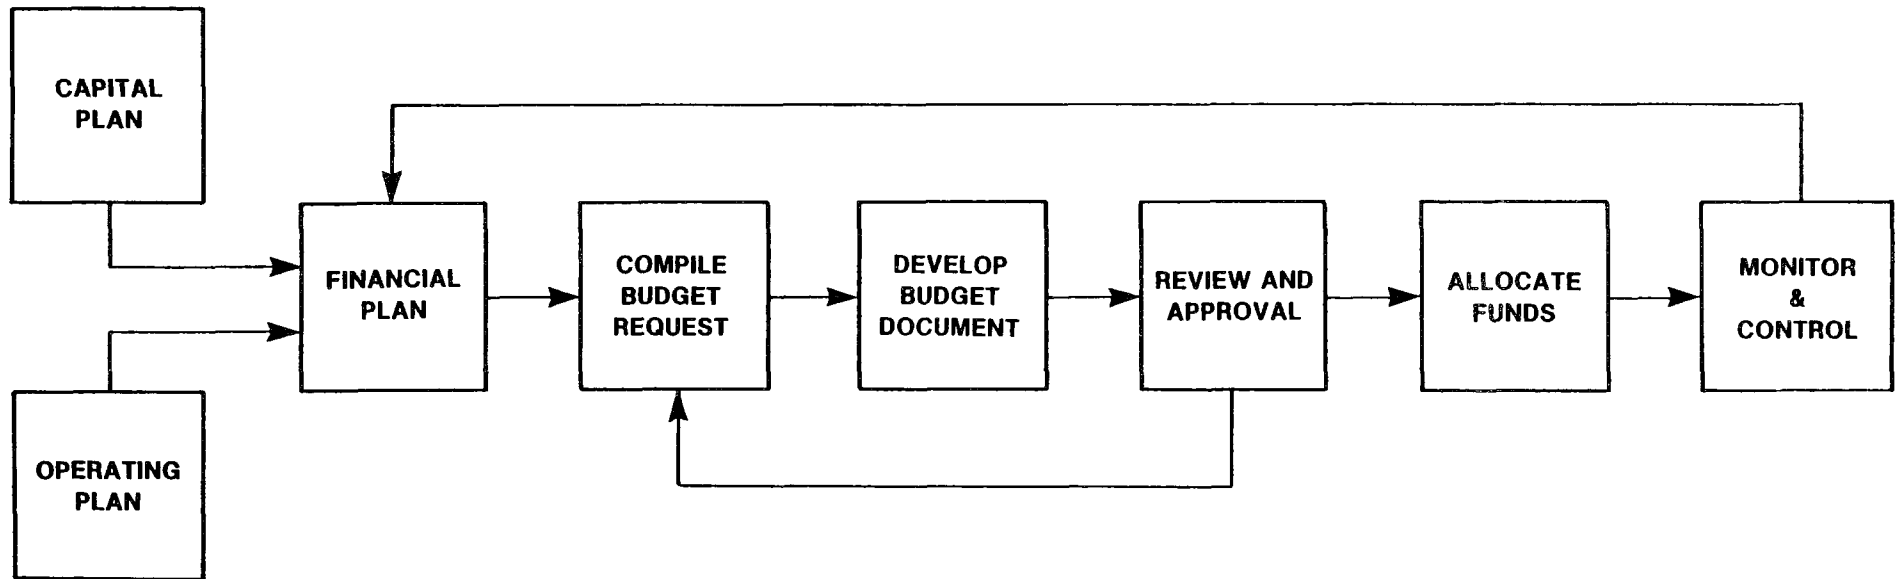 CAPITAL
PLAN
OPERATING
PLAN
FINANCIAL
PLAN
COMPILE
BUDGET
REQUEST
DEVELOP
BUDGET
DOCUMENT
REVIEW AND
APPROVAL
ALLOCATE
FUNDS
MONITOR
&
CONTROL